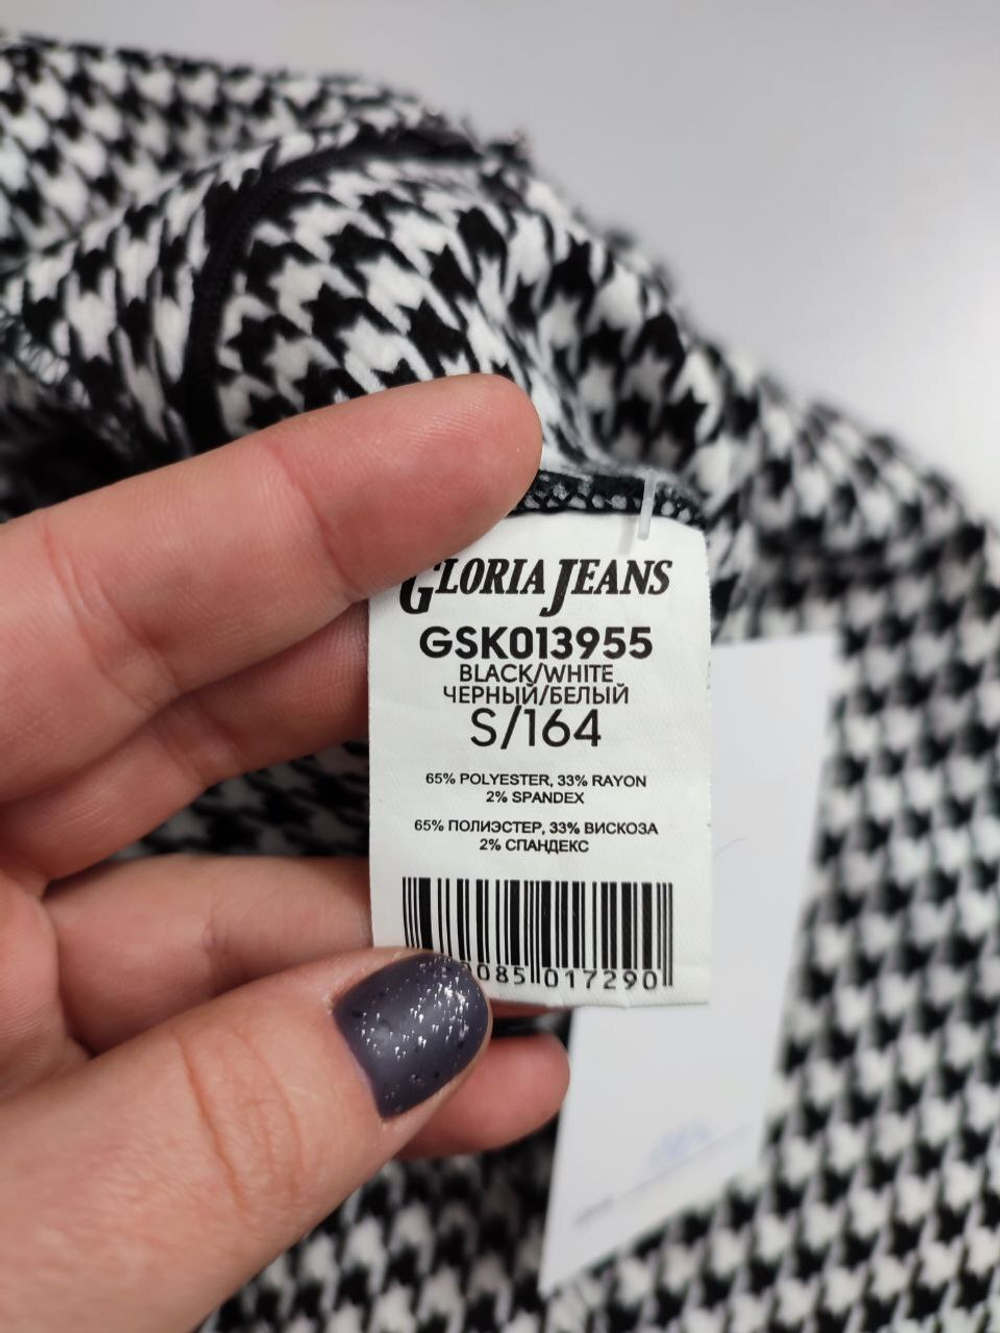 GLORIA JEANS
GSK013955
BLACK/WHITE
ЧЕРНЫЙ/БЕЛЫЙ
S/164
65% POLYESTER, 33% RAYON
2% SPANDEX
65% ПОЛИЭСТЕР, 33% ВИСКОЗА
2% СПАНДЕКС
085 017290